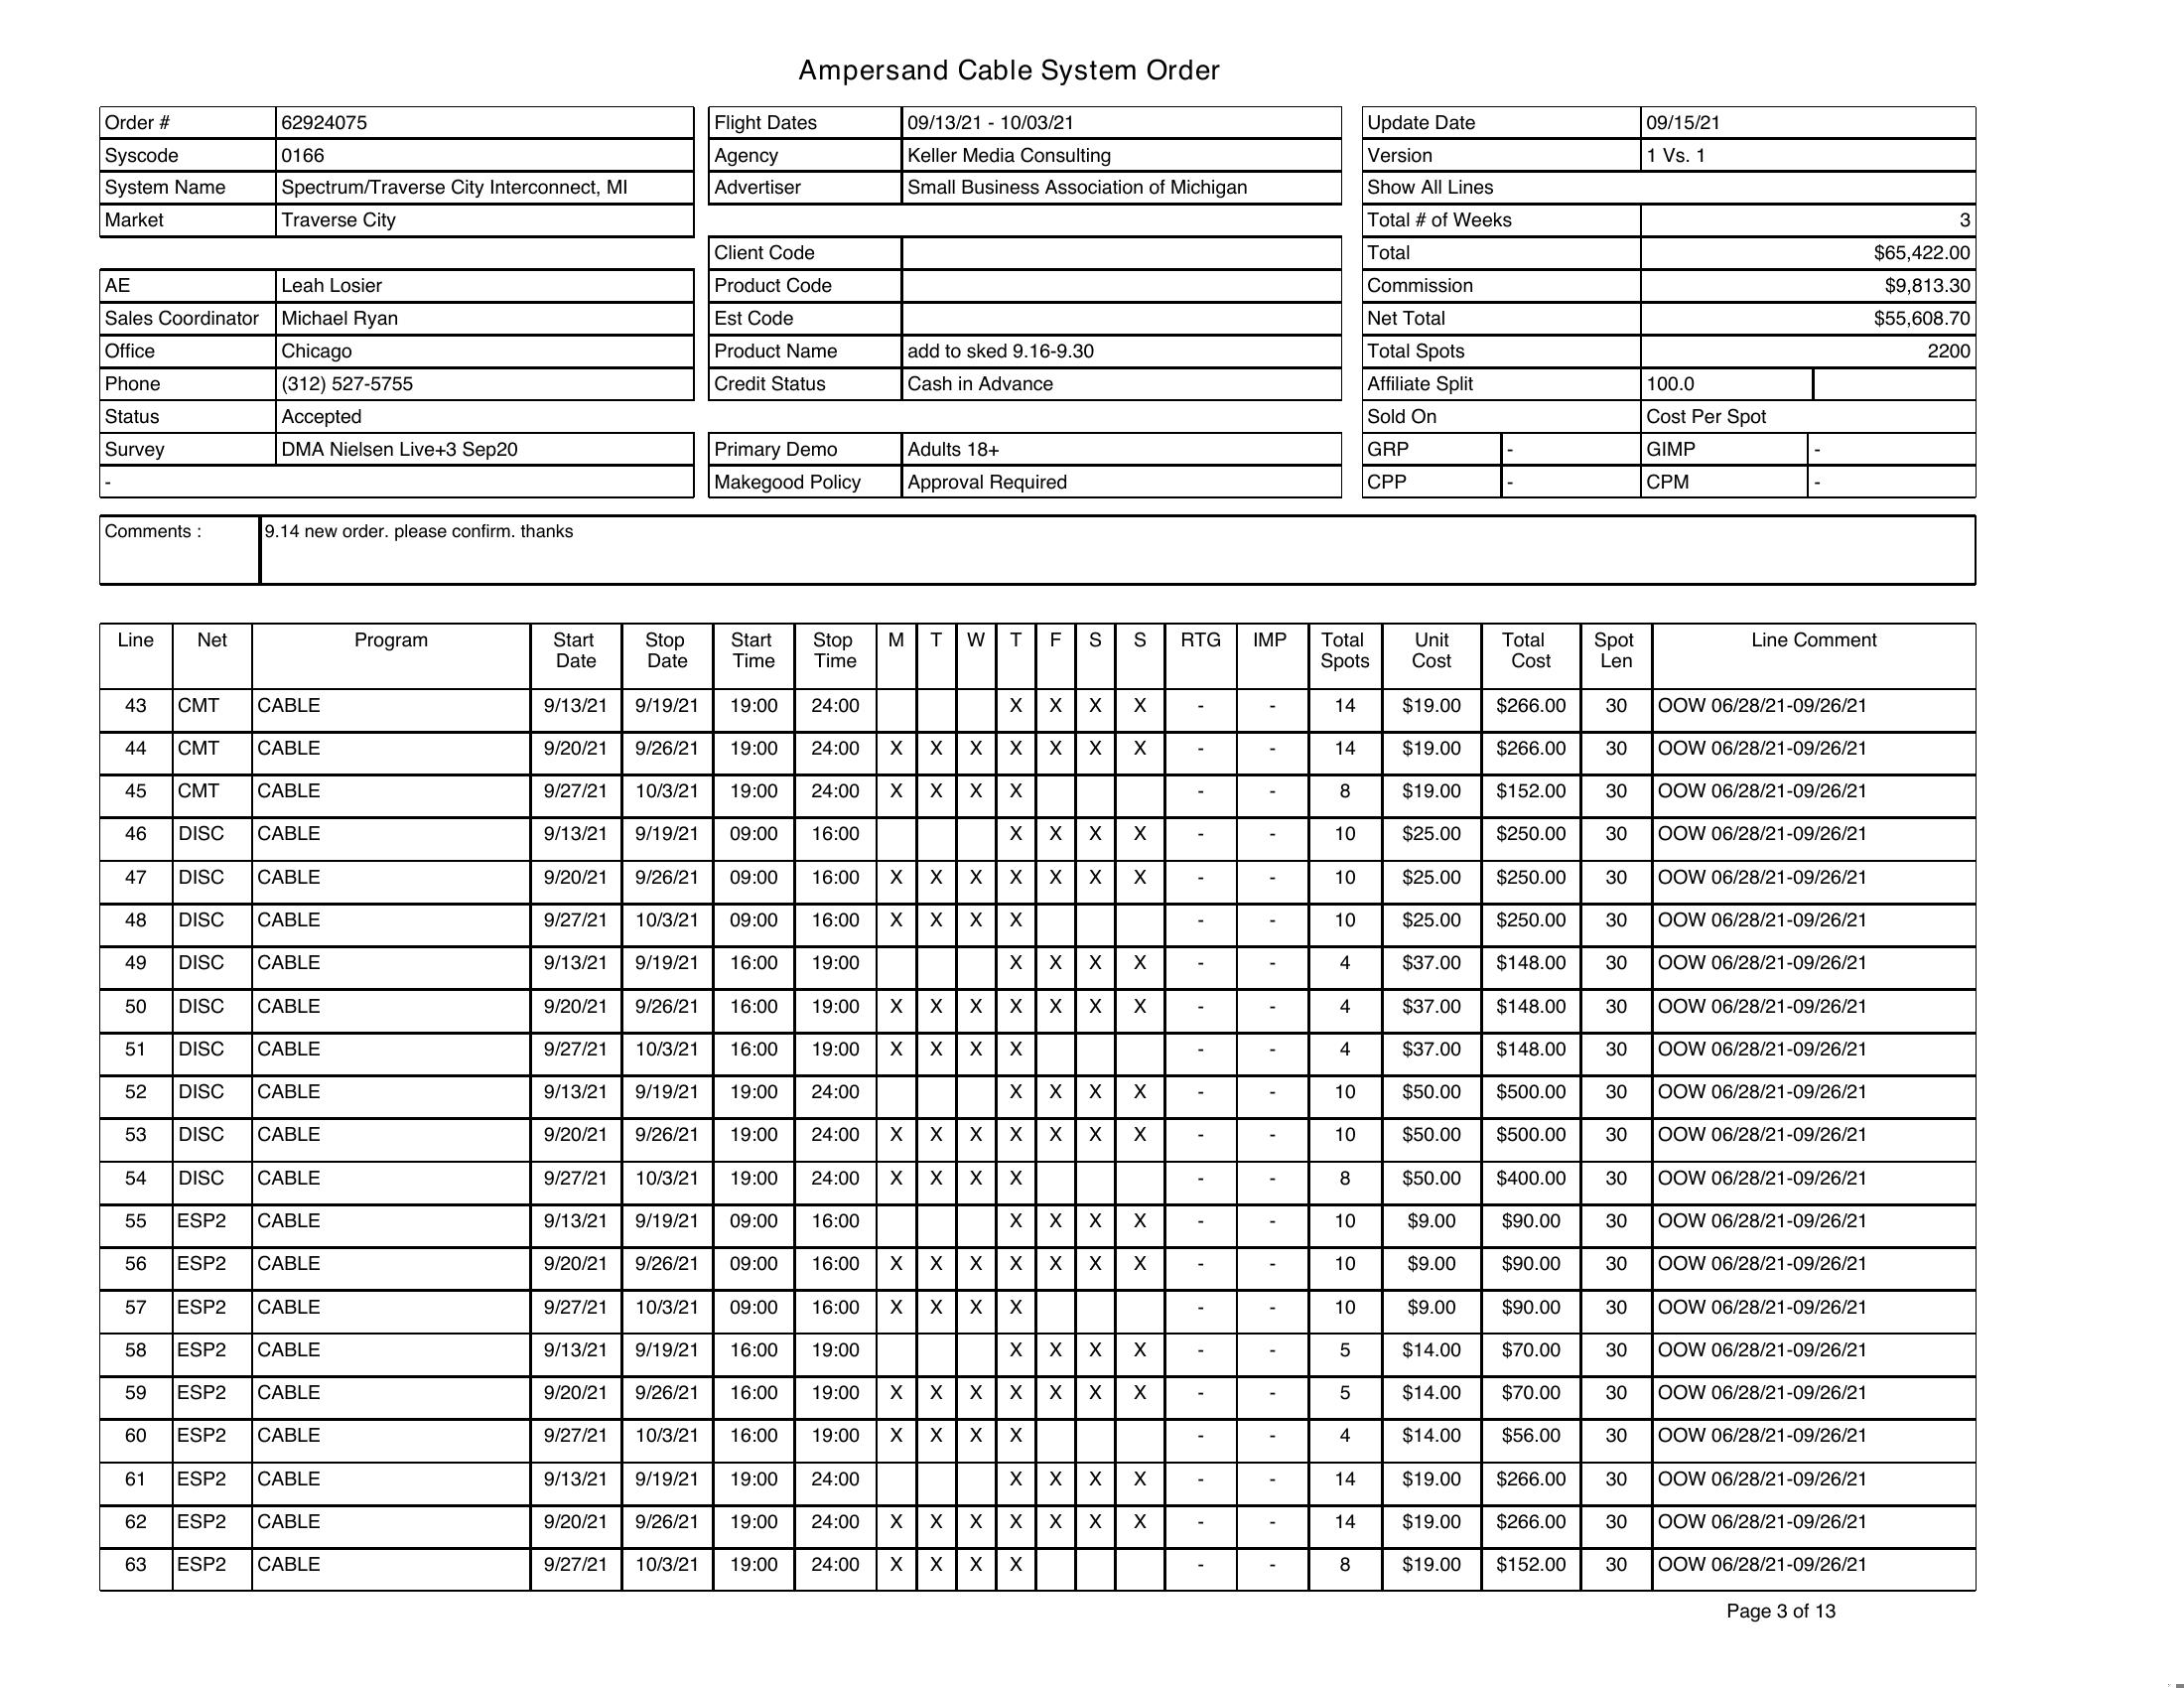 Ampersand Cable System Order
Order # 62924075
Syscode 0166
System Name Spectrum/Traverse City Interconnect, MI
Market Traverse City
AE Leah Losier
Sales Coordinator Michael Ryan
Office Chicago
Phone (312) 527-5755
Status Accepted
Survey DMA Nielsen Live+3 Sep20
-
Flight Dates 09/13/21 - 10/03/21
Agency Keller Media Consulting
Advertiser Small Business Association of Michigan
Client Code
Product Code
Est Code
Product Name add to sked 9.16-9.30
Credit Status Cash in Advance
Primary Demo Adults 18+
Makegood Policy Approval Required
Update Date 09/15/21
Version 1 Vs. 1
Show All Lines
Total # of Weeks 3
Total $65,422.00
Commission $9,813.30
Net Total $55,608.70
Total Spots 2200
Affiliate Split 100.0
Sold On Cost Per Spot
GRP - GIMP -
CPP - CPM -
Comments : 9.14 new order. please confirm. thanks
Line Net Program Start Date Stop Date Start Time Stop Time M T W T F S S RTG IMP Total Spots Unit Cost Total Cost Spot Len Line Comment
43 CMT CABLE 9/13/21 9/19/21 19:00 24:00 X X X X - - 14 $19.00 $266.00 30 OOW 06/28/21-09/26/21
44 CMT CABLE 9/20/21 9/26/21 19:00 24:00 X X X X X X X - - 14 $19.00 $266.00 30 OOW 06/28/21-09/26/21
45 CMT CABLE 9/27/21 10/3/21 19:00 24:00 X X X X - - 8 $19.00 $152.00 30 OOW 06/28/21-09/26/21
46 DISC CABLE 9/13/21 9/19/21 09:00 16:00 X X X X - - 10 $25.00 $250.00 30 OOW 06/28/21-09/26/21
47 DISC CABLE 9/20/21 9/26/21 09:00 16:00 X X X X X X X - - 10 $25.00 $250.00 30 OOW 06/28/21-09/26/21
48 DISC CABLE 9/27/21 10/3/21 09:00 16:00 X X X X - - 10 $25.00 $250.00 30 OOW 06/28/21-09/26/21
49 DISC CABLE 9/13/21 9/19/21 16:00 19:00 X X X X - - 4 $37.00 $148.00 30 OOW 06/28/21-09/26/21
50 DISC CABLE 9/20/21 9/26/21 16:00 19:00 X X X X X X X - - 4 $37.00 $148.00 30 OOW 06/28/21-09/26/21
51 DISC CABLE 9/27/21 10/3/21 16:00 19:00 X X X X - - 4 $37.00 $148.00 30 OOW 06/28/21-09/26/21
52 DISC CABLE 9/13/21 9/19/21 19:00 24:00 X X X X - - 10 $50.00 $500.00 30 OOW 06/28/21-09/26/21
53 DISC CABLE 9/20/21 9/26/21 19:00 24:00 X X X X X X X - - 10 $50.00 $500.00 30 OOW 06/28/21-09/26/21
54 DISC CABLE 9/27/21 10/3/21 19:00 24:00 X X X X - - 8 $50.00 $400.00 30 OOW 06/28/21-09/26/21
55 ESP2 CABLE 9/13/21 9/19/21 09:00 16:00 X X X X - - 10 $9.00 $90.00 30 OOW 06/28/21-09/26/21
56 ESP2 CABLE 9/20/21 9/26/21 09:00 16:00 X X X X X X X - - 10 $9.00 $90.00 30 OOW 06/28/21-09/26/21
57 ESP2 CABLE 9/27/21 10/3/21 09:00 16:00 X X X X - - 10 $9.00 $90.00 30 OOW 06/28/21-09/26/21
58 ESP2 CABLE 9/13/21 9/19/21 16:00 19:00 X X X X - - 5 $14.00 $70.00 30 OOW 06/28/21-09/26/21
59 ESP2 CABLE 9/20/21 9/26/21 16:00 19:00 X X X X X X X - - 5 $14.00 $70.00 30 OOW 06/28/21-09/26/21
60 ESP2 CABLE 9/27/21 10/3/21 16:00 19:00 X X X X - - 4 $14.00 $56.00 30 OOW 06/28/21-09/26/21
61 ESP2 CABLE 9/13/21 9/19/21 19:00 24:00 X X X X - - 14 $19.00 $266.00 30 OOW 06/28/21-09/26/21
62 ESP2 CABLE 9/20/21 9/26/21 19:00 24:00 X X X X X X X - - 14 $19.00 $266.00 30 OOW 06/28/21-09/26/21
63 ESP2 CABLE 9/27/21 10/3/21 19:00 24:00 X X X X - - 8 $19.00 $152.00 30 OOW 06/28/21-09/26/21
Page 3 of 13